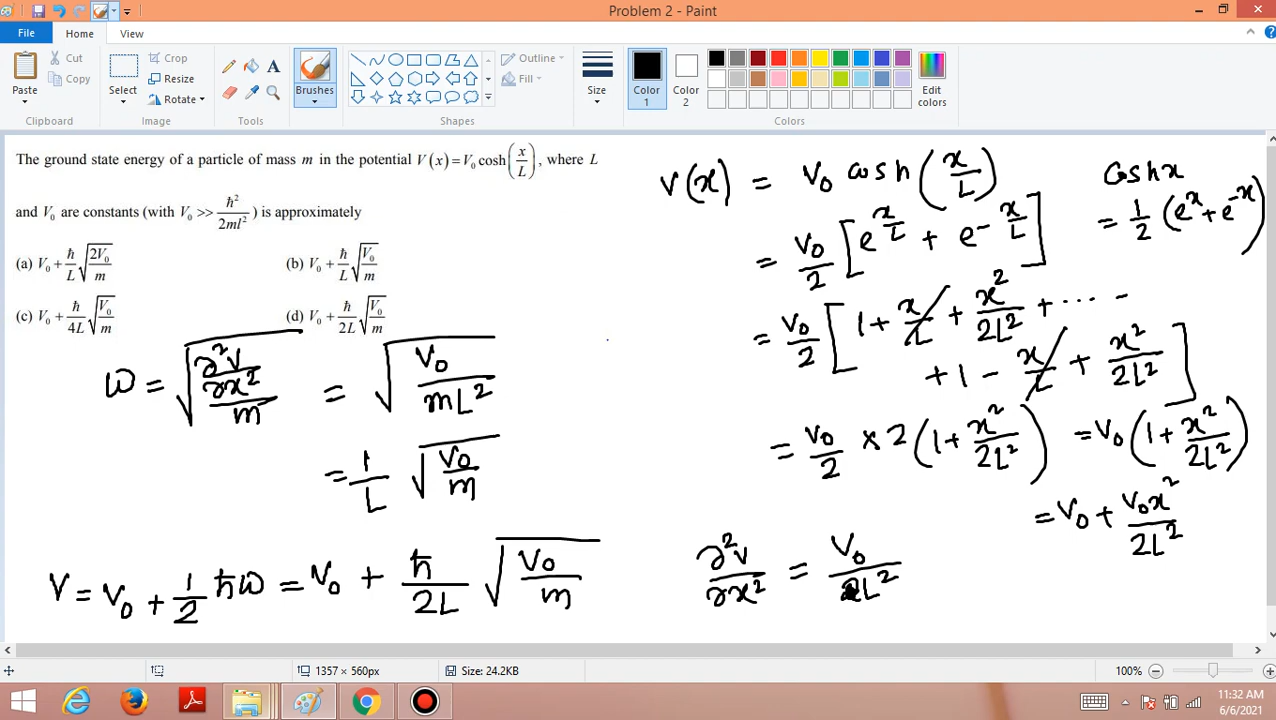 Problem 2 - Paint
File Home View
Paste
Cut
Copy
Clipboard
Select
Crop
Resize
Rotate
Image
Tools
Brushes
Shapes
Outline
Fill
Size
Color 1
Color 2
Edit colors
Colors
The ground state energy of a particle of mass m in the potential V(x) = V₀ cosh(x/L), where L
and V₀ are constants (with V₀ >> ℏ²/2ml²) is approximately
(a) V₀ + ℏ/L √(2V₀/m) (b) V₀ + ℏ/L √(V₀/m)
(c) V₀ + ℏ/4L √(V₀/m) (d) V₀ + ℏ/2L √(V₀/m)
ω = √(∂²V/∂x² / m) = √(V₀/mL²)
= 1/L √(V₀/m)
V = V₀ + 1/2 ℏω = V₀ + ℏ/2L √(V₀/m)
V(x) = V₀ cosh(x/L)
= V₀/2 [e^(x/L) + e^(-x/L)]
= V₀/2 [1 + x/L + x²/2L² + ....
+ 1 - x/L + x²/2L²]
= V₀/2 × 2 (1 + x²/2L²) = V₀ (1 + x²/2L²)
= V₀ + V₀x²/2L²
∂²V/∂x² = V₀/L²
Coshx
= 1/2 (e^x + e^-x)
1357 × 560px
Size: 24.2KB
100%
11:32 AM
6/6/2021